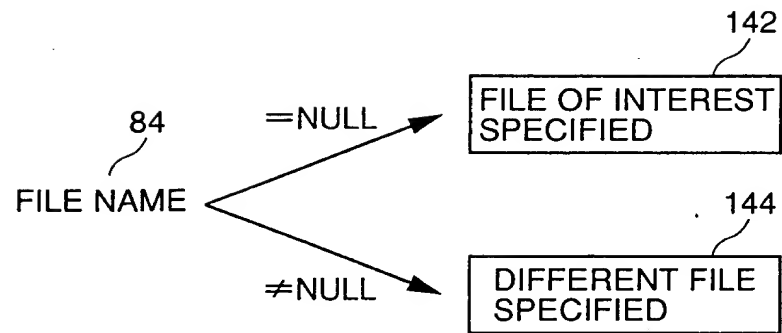 142
=NULL
FILE OF INTEREST
SPECIFIED
84
FILE NAME
144
≠NULL
DIFFERENT FILE
SPECIFIED